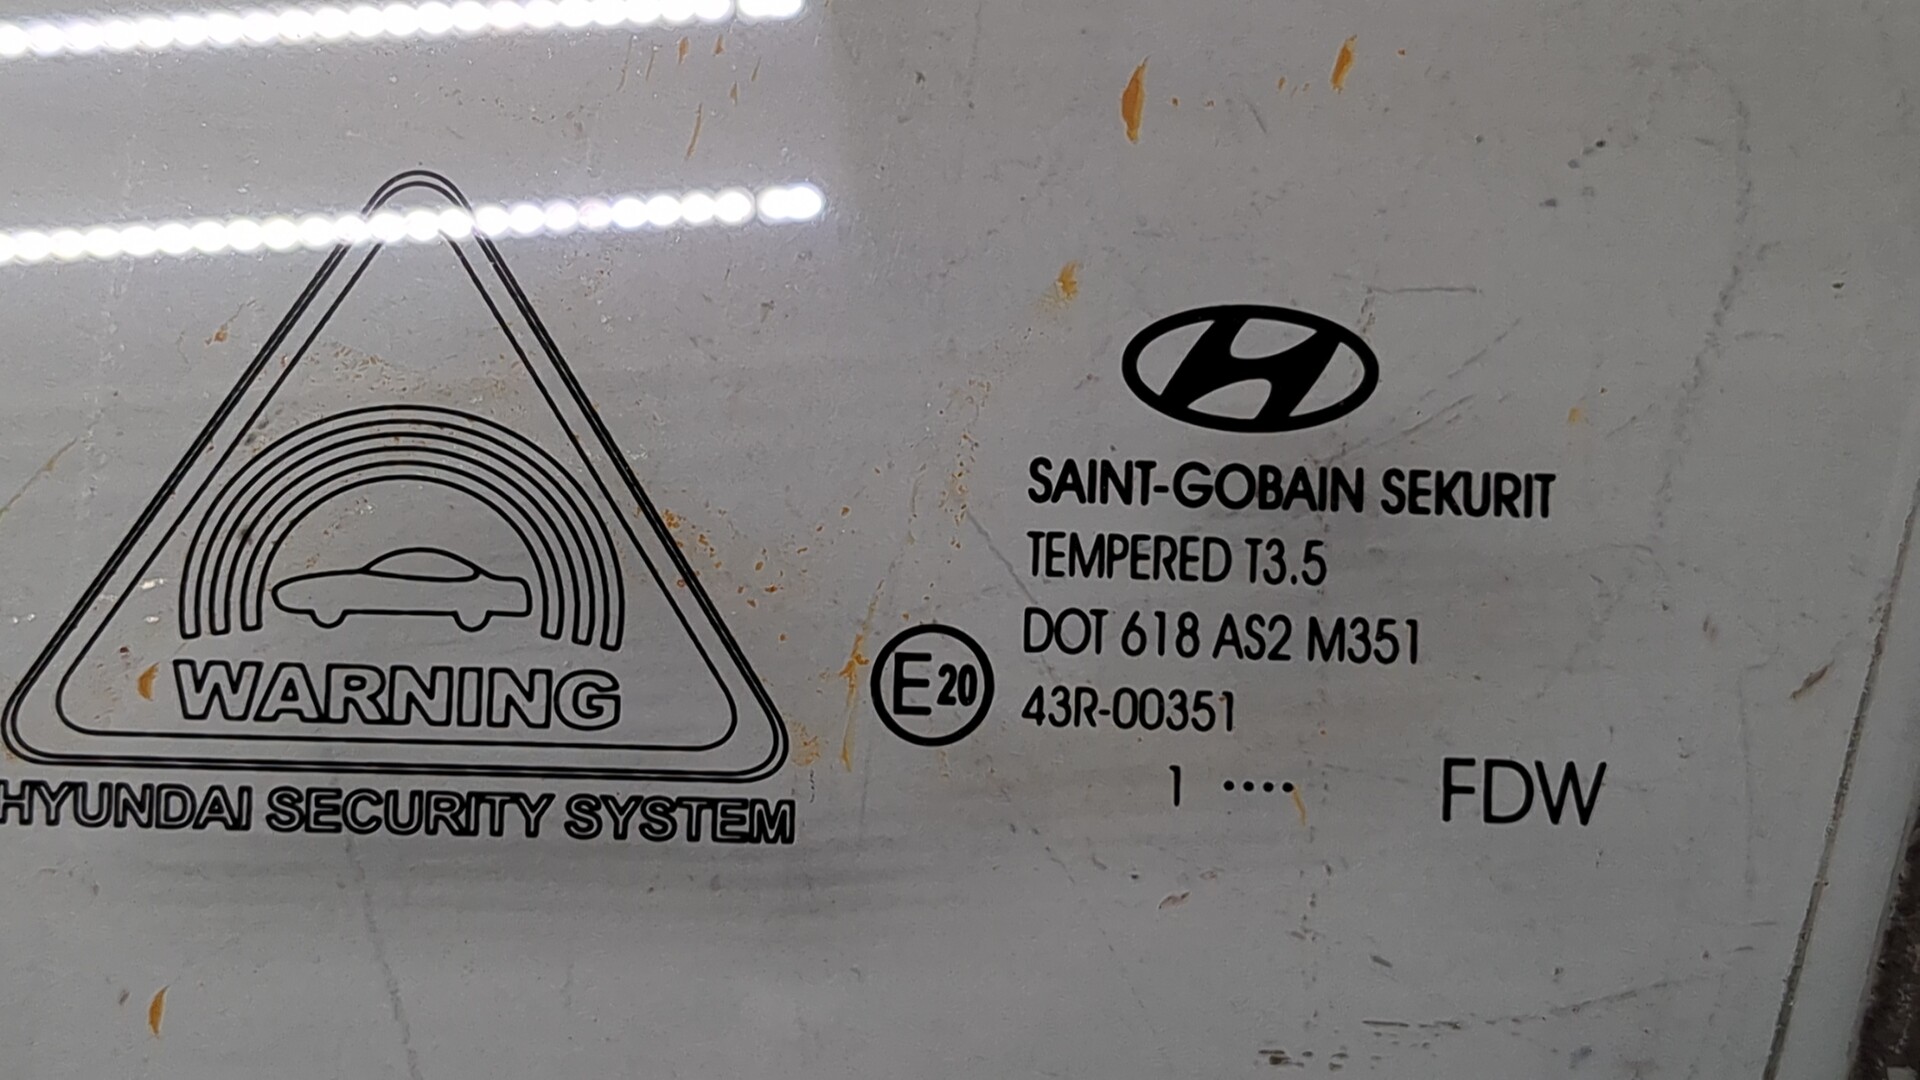 WARNING
HYUNDAI SECURITY SYSTEM
SAINT-GOBAIN SEKURIT
TEMPERED T3.5
DOT 618 AS2 M351
E20 43R-00351
1 ....
FDW